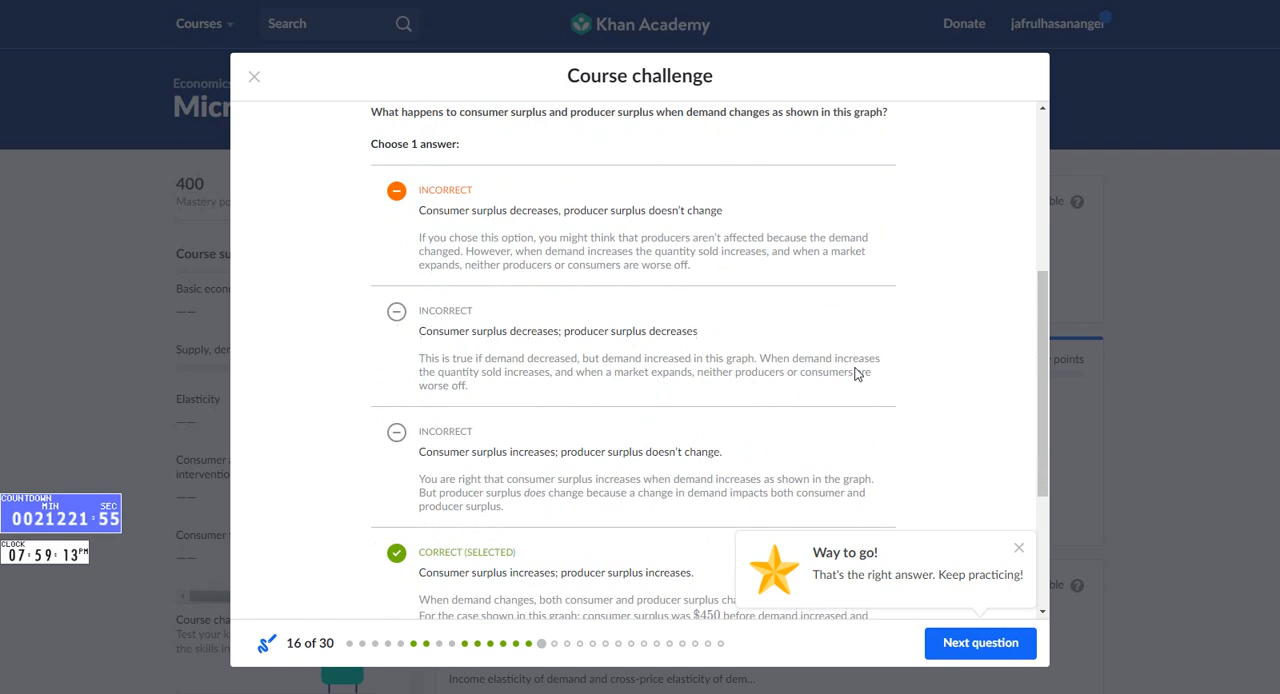 Courses
Search
Khan Academy
Donate
jafrulhasananger
Economics
Micr
Course challenge
400
Mastery po
Course su
Basic econ
——
Supply, de
Elasticity
——
Consumer a
intervention
——
Consumer
——
Course cha
Test your k
the skills in
What happens to consumer surplus and producer surplus when demand changes as shown in this graph?
Choose 1 answer:
INCORRECT
Consumer surplus decreases, producer surplus doesn't change
If you chose this option, you might think that producers aren't affected because the demand
changed. However, when demand increases the quantity sold increases, and when a market
expands, neither producers or consumers are worse off.
INCORRECT
Consumer surplus decreases; producer surplus decreases
This is true if demand decreased, but demand increased in this graph. When demand increases
the quantity sold increases, and when a market expands, neither producers or consumers are
worse off.
INCORRECT
Consumer surplus increases; producer surplus doesn't change.
You are right that consumer surplus increases when demand increases as shown in the graph.
But producer surplus does change because a change in demand impacts both consumer and
producer surplus.
CORRECT (SELECTED)
Consumer surplus increases; producer surplus increases.
When demand changes, both consumer and producer surplus cha
For the case shown in this graph: consumer surplus was $450 before demand increased and
Way to go!
That's the right answer. Keep practicing!
16 of 30
Next question
ble
points
ble
COUNTDOWN
MIN SEC
0021221:55
CLOCK
07:59:13PM
Income elasticity of demand and cross-price elasticity of dem...